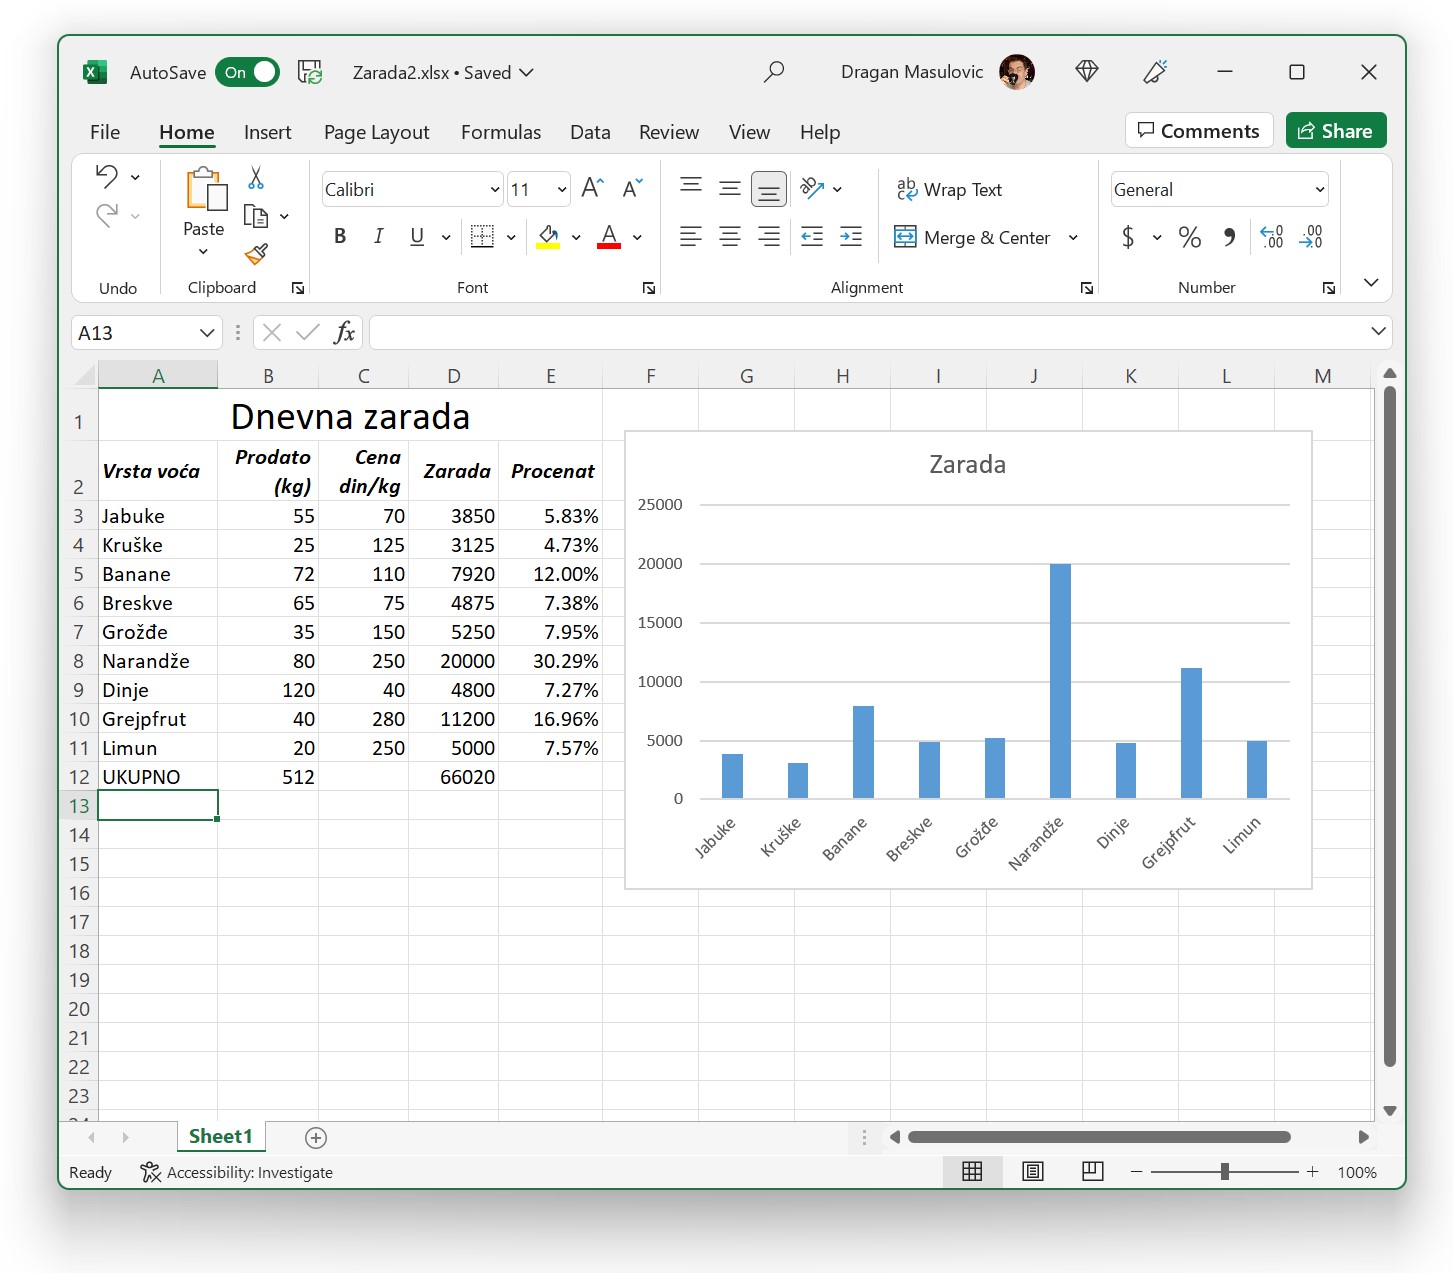 AutoSave On Zarada2.xlsx • Saved Dragan Masulovic
File Home Insert Page Layout Formulas Data Review View Help Comments Share
Paste
Calibri 11
B I U
ab Wrap Text
Merge & Center
General
$ % 9 .00 .00 .0
Undo Clipboard Font Alignment Number
A13 fx
A B C D E F G H I J K L M
1 Dnevna zarada
2 Vrsta voća Prodato (kg) Cena din/kg Zarada Procenat
3 Jabuke 55 70 3850 5.83%
4 Kruške 25 125 3125 4.73%
5 Banane 72 110 7920 12.00%
6 Breskve 65 75 4875 7.38%
7 Grožđe 35 150 5250 7.95%
8 Narandže 80 250 20000 30.29%
9 Dinje 120 40 4800 7.27%
10 Grejpfrut 40 280 11200 16.96%
11 Limun 20 250 5000 7.57%
12 UKUPNO 512 66020
13
14
15
16
17
18
19
20
21
22
23
Zarada
25000
20000
15000
10000
5000
0
Jabuke Kruške Banane Breskve Grožđe Narandže Dinje Grejpfrut Limun
Sheet1
Ready Accessibility: Investigate 100%